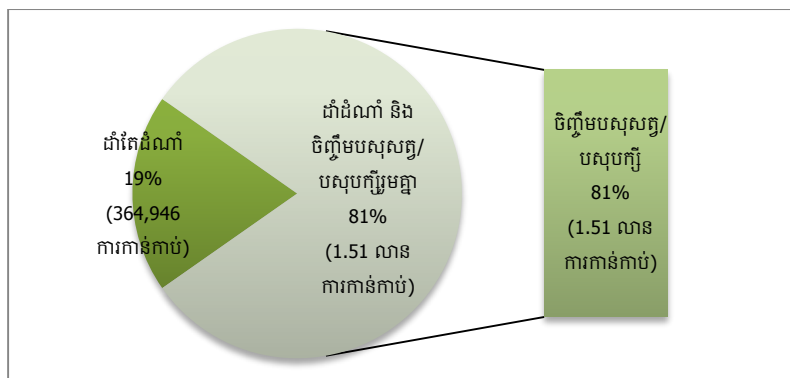 ដាំតែដំណាំ
19%
(364,946
ការកាន់កាប់)
ដាំដំណាំ និង
ចិញ្ចឹមបសុសត្វ/
បសុបក្សីរួមគ្នា
81%
(1.51 លាន
ការកាន់កាប់)
ចិញ្ចឹមបសុសត្វ/
បសុបក្សី
81%
(1.51 លាន
ការកាន់កាប់)